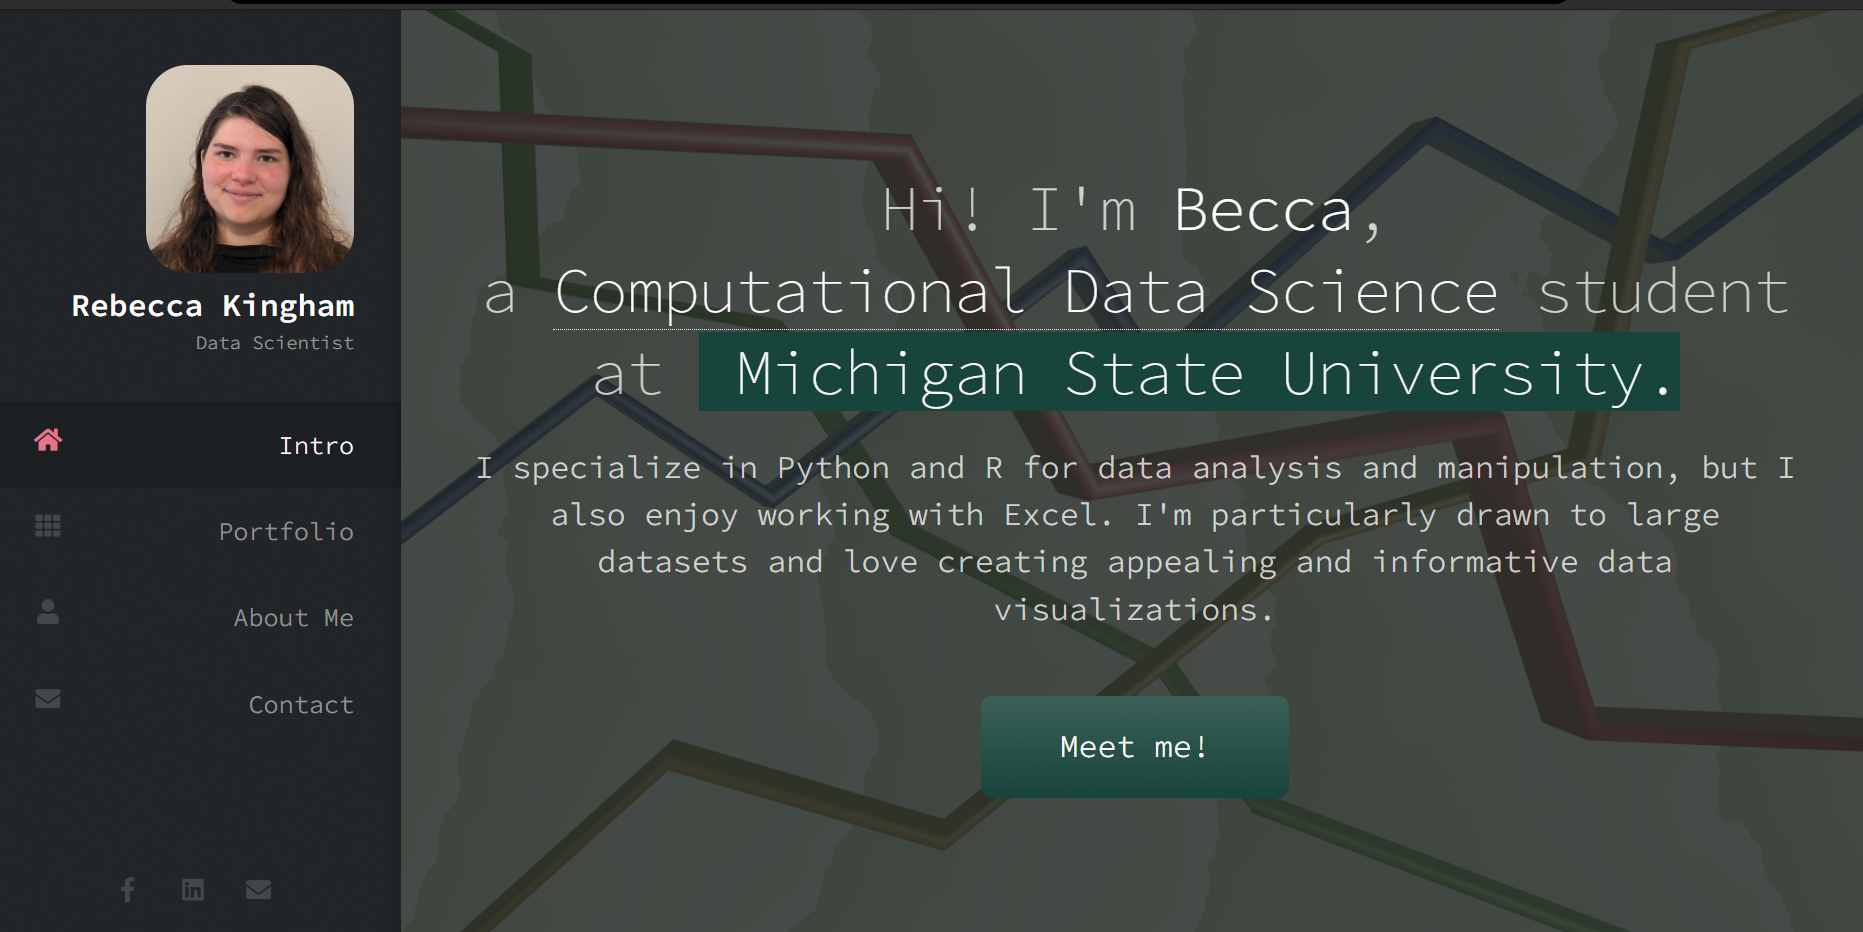 Rebecca Kingham
Data Scientist
Intro
Portfolio
About Me
Contact
Hi! I'm Becca,
a Computational Data Science student
at Michigan State University.
I specialize in Python and R for data analysis and manipulation, but I
also enjoy working with Excel. I'm particularly drawn to large
datasets and love creating appealing and informative data
visualizations.
Meet me!